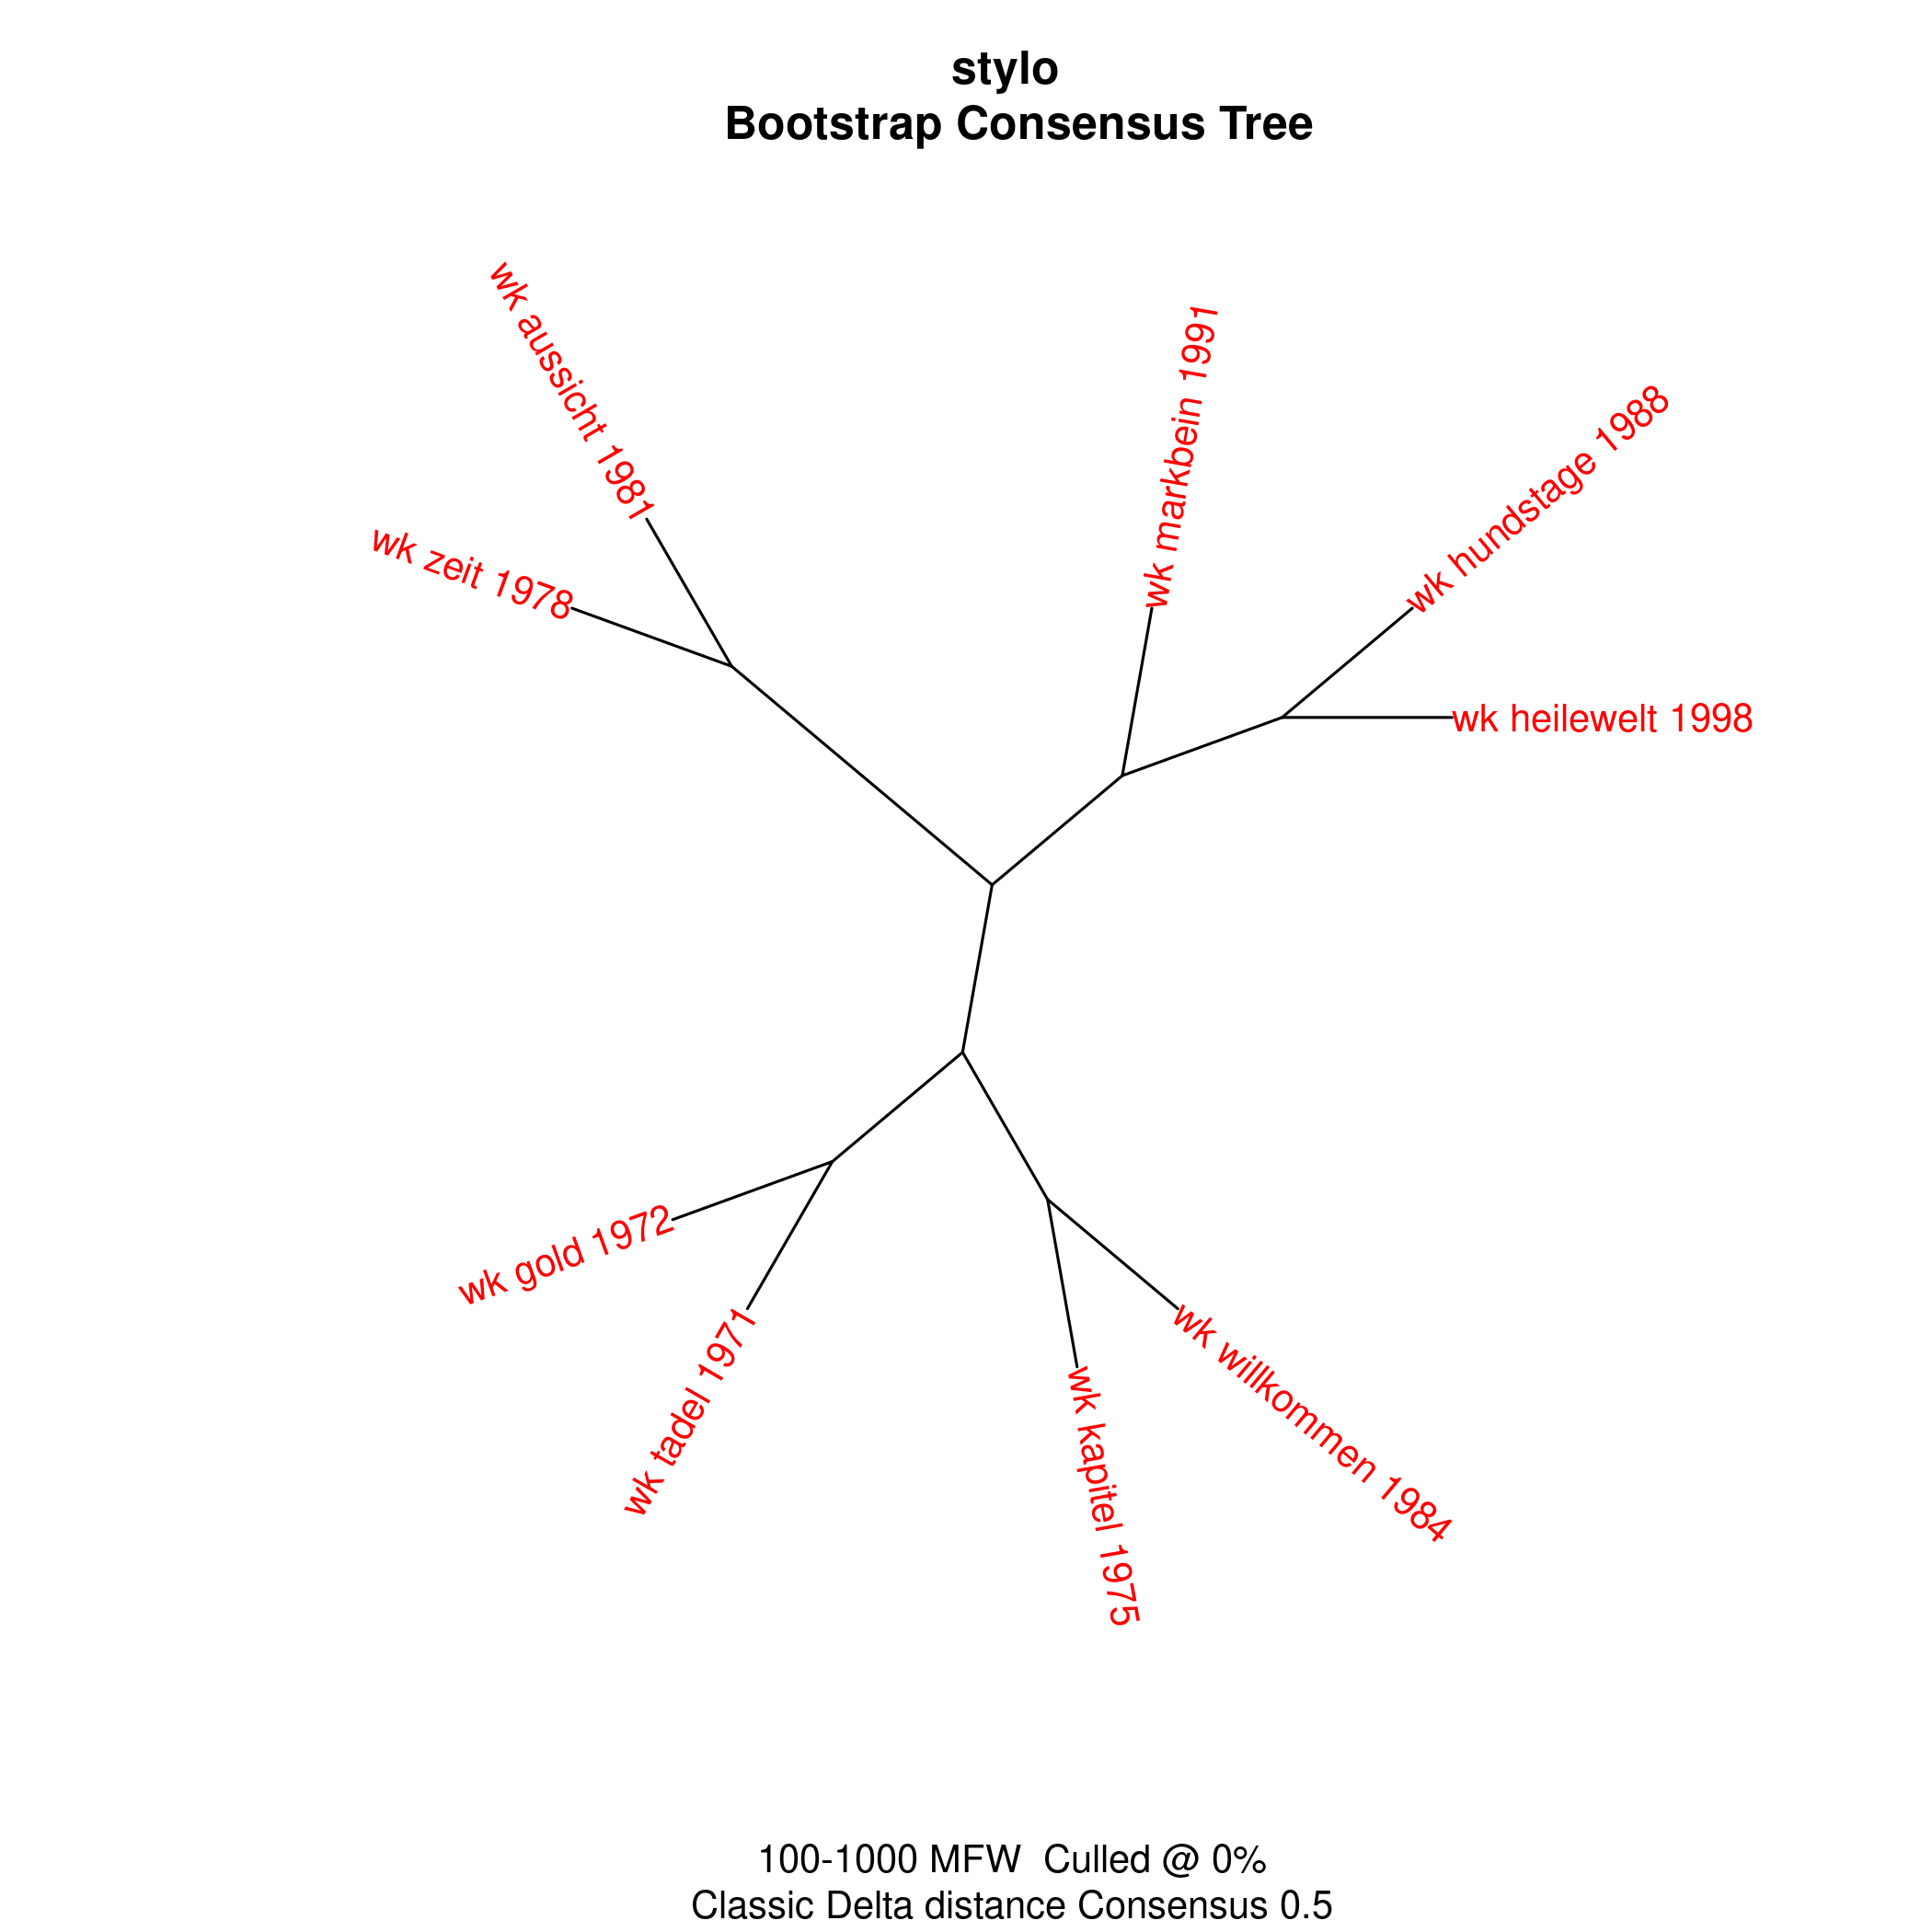 stylo
Bootstrap Consensus Tree
wk aussicht 1981
wk markbein 1991
wk hundstage 1988
wk zeit 1978
wk heilewelt 1998
wk gold 1972
wk tadel 1971
wk willkommen 1984
wk kapitel 1975
100-1000 MFW  Culled @ 0%
Classic Delta distance Consensus 0.5